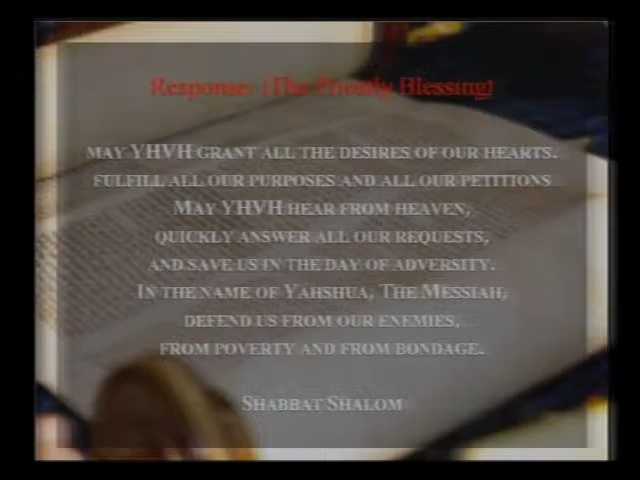 Response: (The Priestly Blessing)
MAY YHVH GRANT ALL THE DESIRES OF OUR HEARTS.
FULFILL ALL OUR PURPOSES AND ALL OUR PETITIONS
MAY YHVH HEAR FROM HEAVEN,
QUICKLY ANSWER ALL OUR REQUESTS,
AND SAVE US IN THE DAY OF ADVERSITY.
IN THE NAME OF YAHSHUA, THE MESSIAH,
DEFEND US FROM OUR ENEMIES,
FROM POVERTY AND FROM BONDAGE.
SHABBAT SHALOM